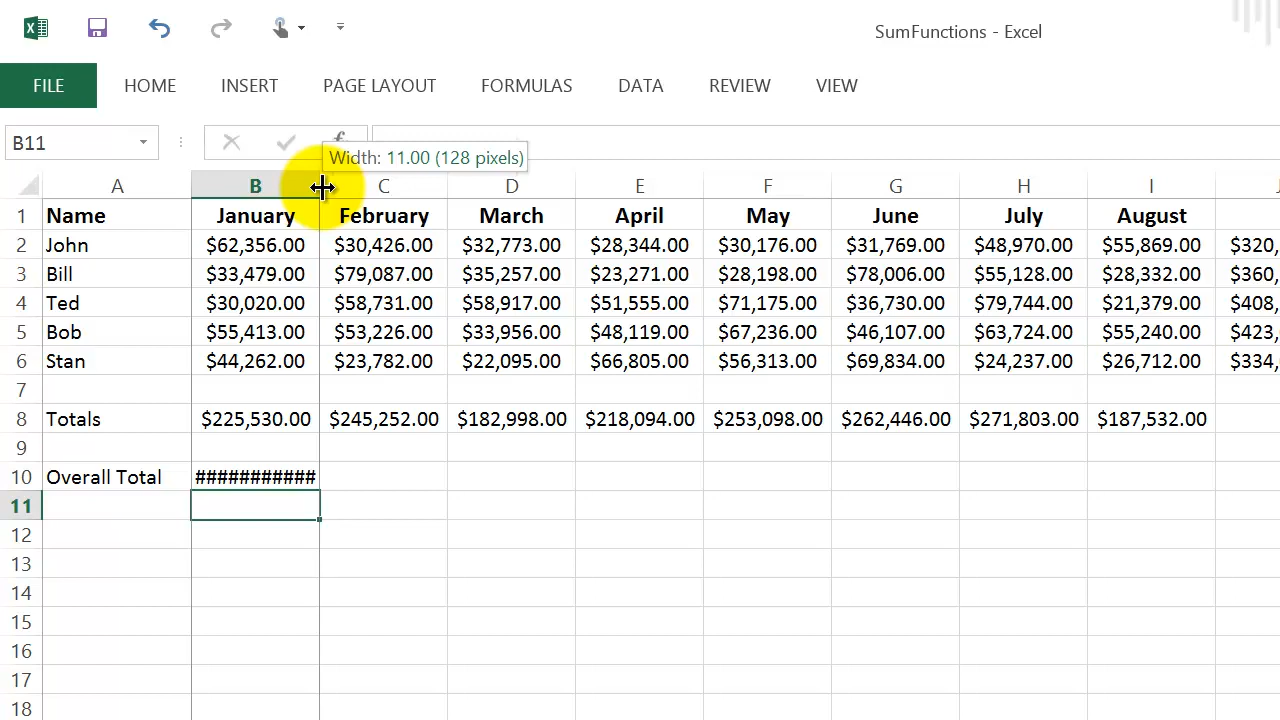 SumFunctions - Excel
FILE HOME INSERT PAGE LAYOUT FORMULAS DATA REVIEW VIEW
B11
Width: 11.00 (128 pixels)
A B C D E F G H I
1 Name January February March April May June July August
2 John $62,356.00 $30,426.00 $32,773.00 $28,344.00 $30,176.00 $31,769.00 $48,970.00 $55,869.00 $320,
3 Bill $33,479.00 $79,087.00 $35,257.00 $23,271.00 $28,198.00 $78,006.00 $55,128.00 $28,332.00 $360,
4 Ted $30,020.00 $58,731.00 $58,917.00 $51,555.00 $71,175.00 $36,730.00 $79,744.00 $21,379.00 $408,
5 Bob $55,413.00 $53,226.00 $33,956.00 $48,119.00 $67,236.00 $46,107.00 $63,724.00 $55,240.00 $423,
6 Stan $44,262.00 $23,782.00 $22,095.00 $66,805.00 $56,313.00 $69,834.00 $24,237.00 $26,712.00 $334,
7
8 Totals $225,530.00 $245,252.00 $182,998.00 $218,094.00 $253,098.00 $262,446.00 $271,803.00 $187,532.00
9
10 Overall Total ###########
11
12
13
14
15
16
17
18